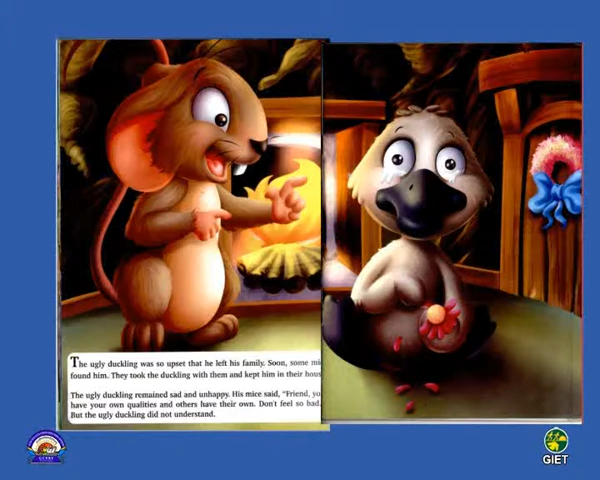 The ugly duckling was so upset that he left his family. Soon, some mi
found him. They took the duckling with them and kept him in their hous
The ugly duckling remained sad and unhappy. His mice said, "Friend, yo
have your own qualities and others have their own. Don't feel so bad.
But the ugly duckling did not understand.
GIET